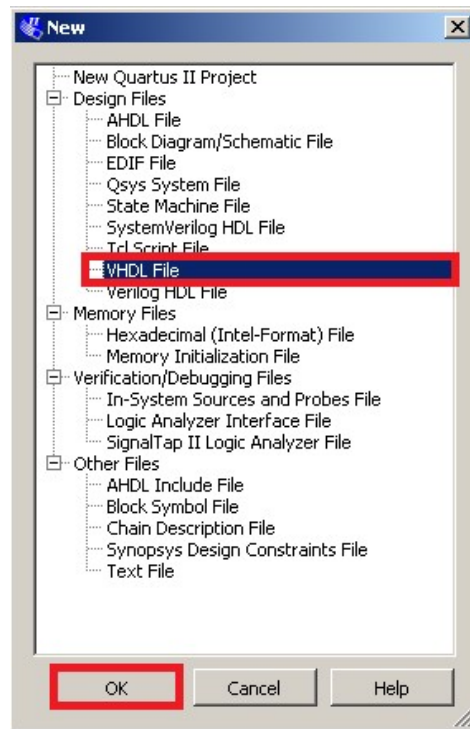 New
New Quartus II Project
Design Files
AHDL File
Block Diagram/Schematic File
EDIF File
Qsys System File
State Machine File
SystemVerilog HDL File
Tcl Script File
VHDL File
Verilog HDL File
Memory Files
Hexadecimal (Intel-Format) File
Memory Initialization File
Verification/Debugging Files
In-System Sources and Probes File
Logic Analyzer Interface File
SignalTap II Logic Analyzer File
Other Files
AHDL Include File
Block Symbol File
Chain Description File
Synopsys Design Constraints File
Text File
OK Cancel Help